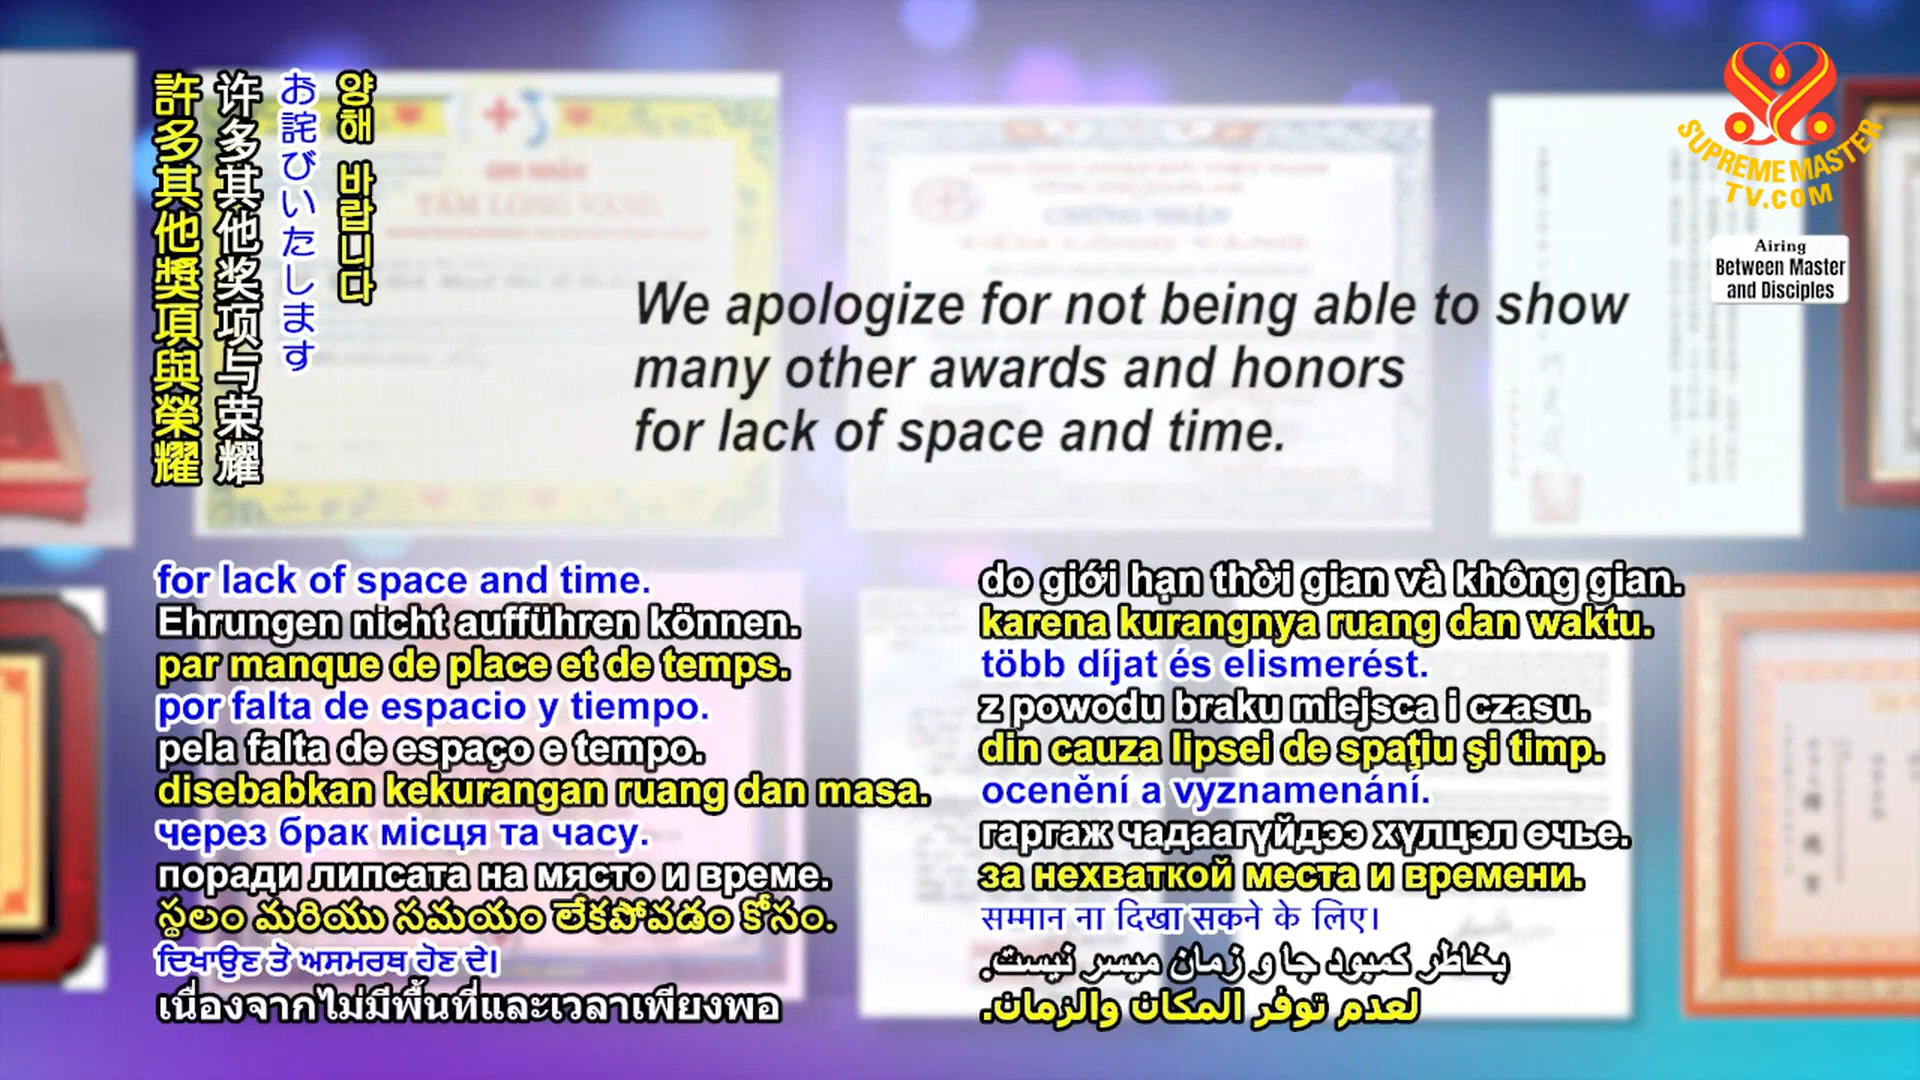 許多其他獎項與榮耀
许多其他奖项与荣耀
お詫びいたします
양해 바랍니다
SUPREME MASTER
TV.COM
Airing
Between Master
and Disciples
TẤM LÒNG VÀNG
We apologize for not being able to show
many other awards and honors
for lack of space and time.
for lack of space and time.
Ehrungen nicht aufführen können.
par manque de place et de temps.
por falta de espacio y tiempo.
pela falta de espaço e tempo.
disebabkan kekurangan ruang dan masa.
через брак місця та часу.
поради липсата на място и време.
స్థలం మరియు సమయం లేకపోవడం కోసం.
ਦਿਖਾਉਣ ਤੋ ਅਸਮਰਥ ਹੋਣ ਦੇ।
เนื่องจากไม่มีพื้นที่และเวลาเพียงพอ
do giới hạn thời gian và không gian.
karena kurangnya ruang dan waktu.
több díjat és elismerést.
z powodu braku miejsca i czasu.
din cauza lipsei de spaţiu şi timp.
ocenění a vyznamenání.
гаргаж чадаагүйдээ хүлцэл өчье.
за нехваткой места и времени.
सम्मान ना दिखा सकने के लिए।
بخاطر کمبود جا و زمان میسر نیست.
لعدم توفر المكان والزمان.